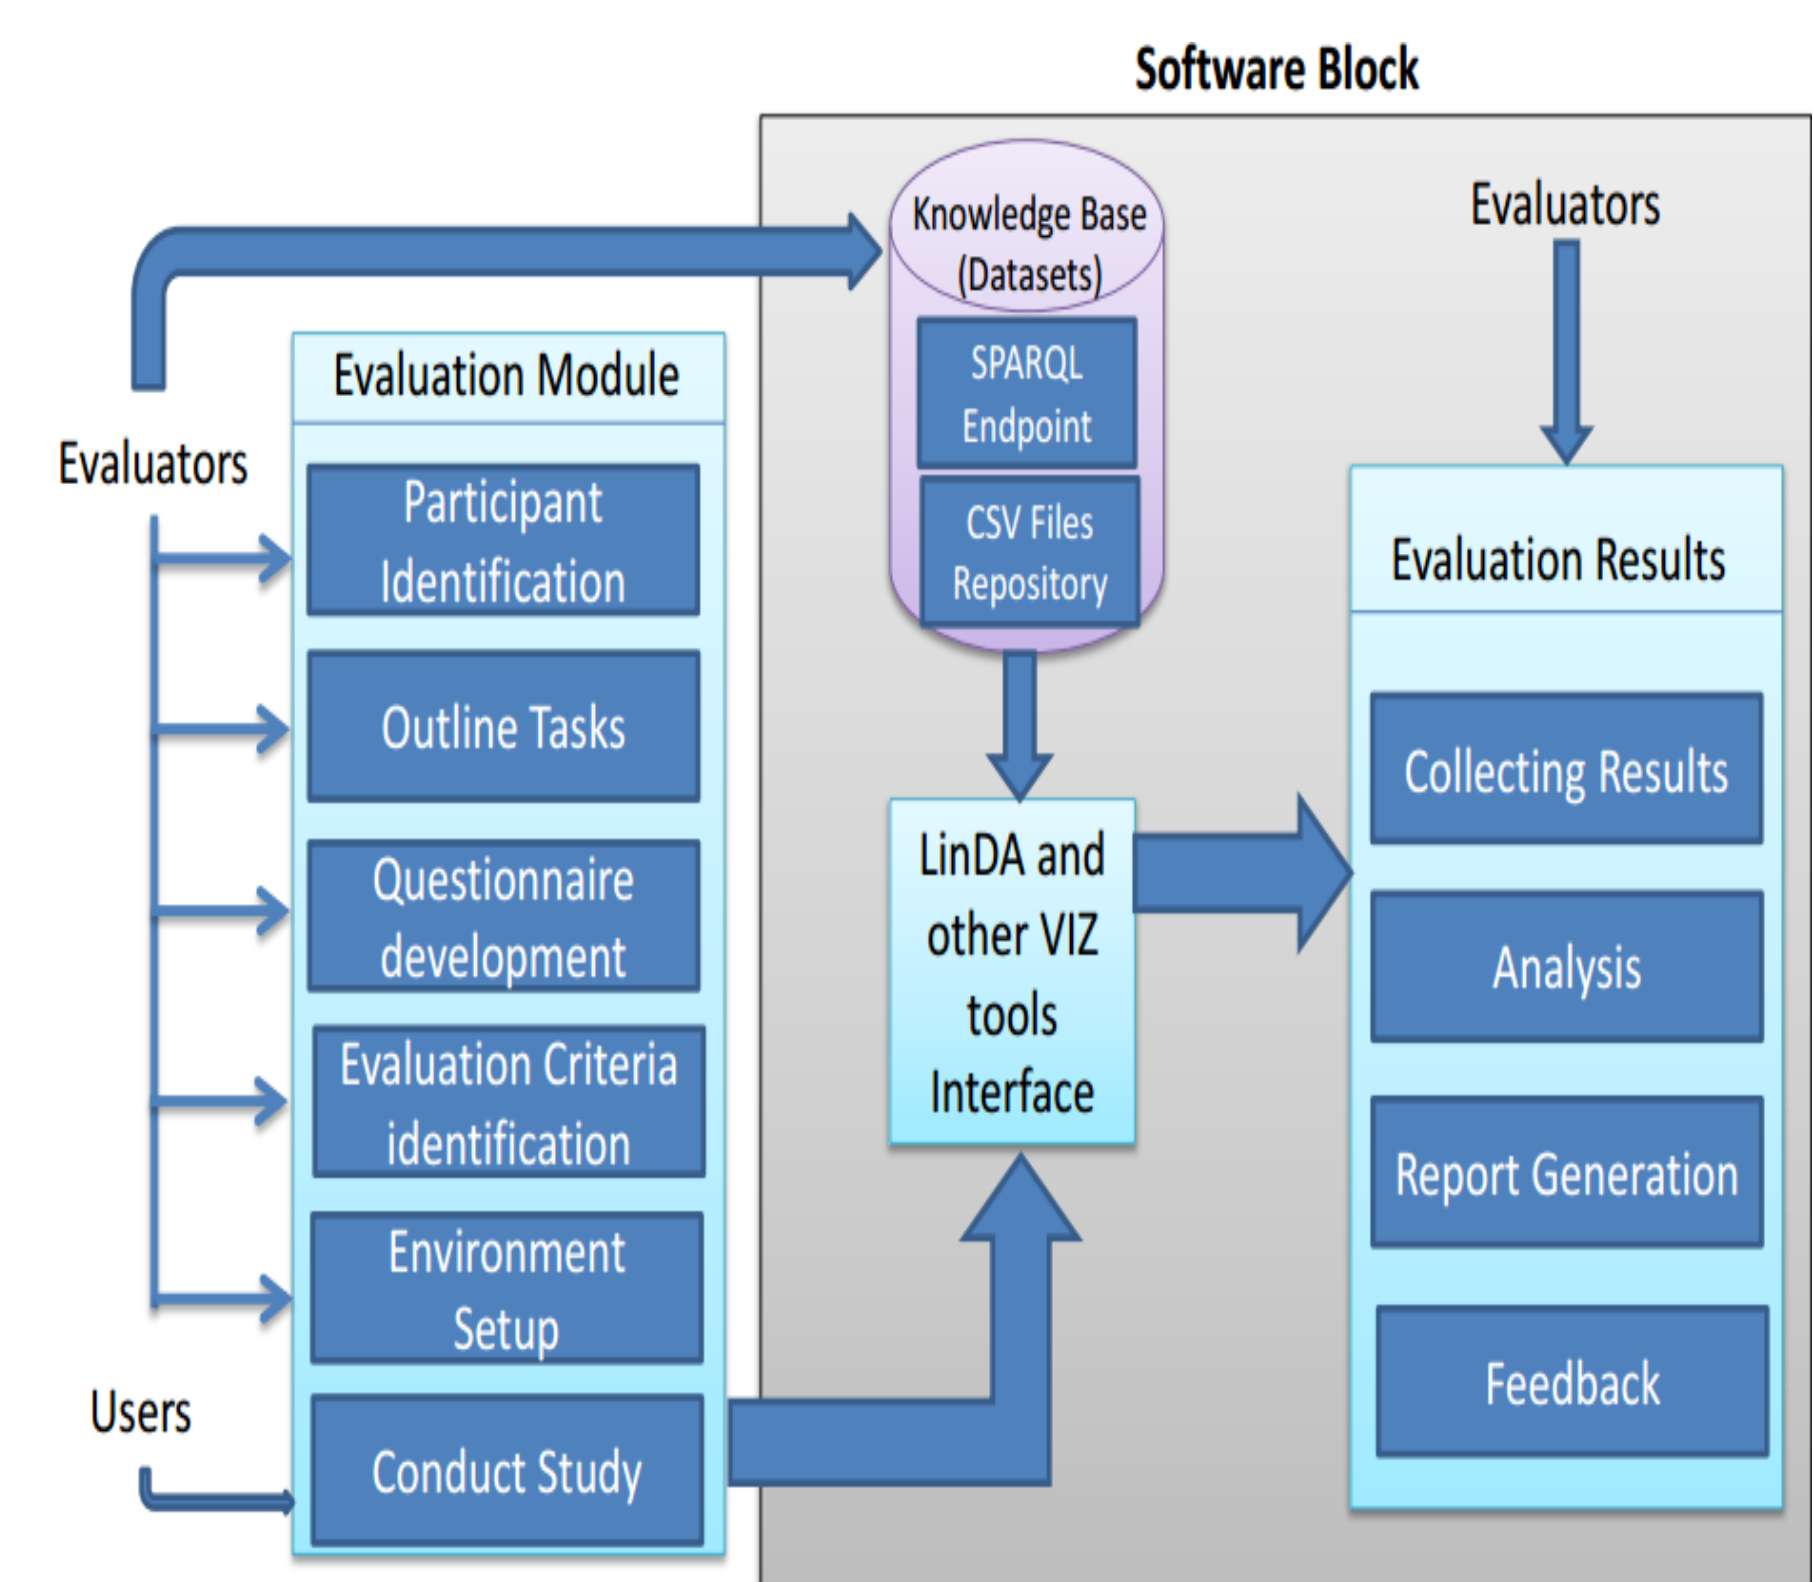 Software Block
Knowledge Base
(Datasets)
SPARQL
Endpoint
CSV Files
Repository
Evaluators
Evaluation Module
Evaluators
Participant
Identification
Outline Tasks
Questionnaire
development
Evaluation Criteria
identification
Environment
Setup
Users
Conduct Study
LinDA and
other VIZ
tools
Interface
Evaluation Results
Collecting Results
Analysis
Report Generation
Feedback